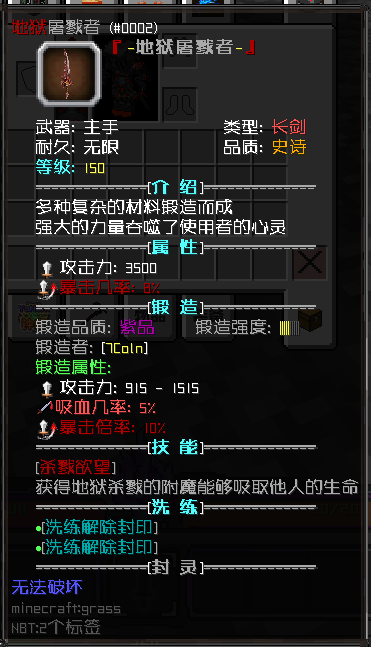 地狱屠戮者 (#0002)
『 -地狱屠戮者- 』
武器: 主手 类型: 长剑
耐久: 无限 品质: 史诗
等级: 150
[介 绍]
多种复杂的材料锻造而成
强大的力量吞噬了使用者的心灵
[属 性]
攻击力: 3500
暴击几率: 8%
[锻 造]
锻造品质: 紫品 锻造强度:
锻造者: [7Coln]
锻造属性:
攻击力: 915 - 1515
吸血几率: 5%
暴击倍率: 10%
[技 能]
[杀戮欲望]
获得地狱杀戮的附魔能够吸取他人的生命
[洗 练]
•[洗练解除封印]
•[洗练解除封印]
[封 灵]
无法破坏
minecraft:grass
NBT:2个标签